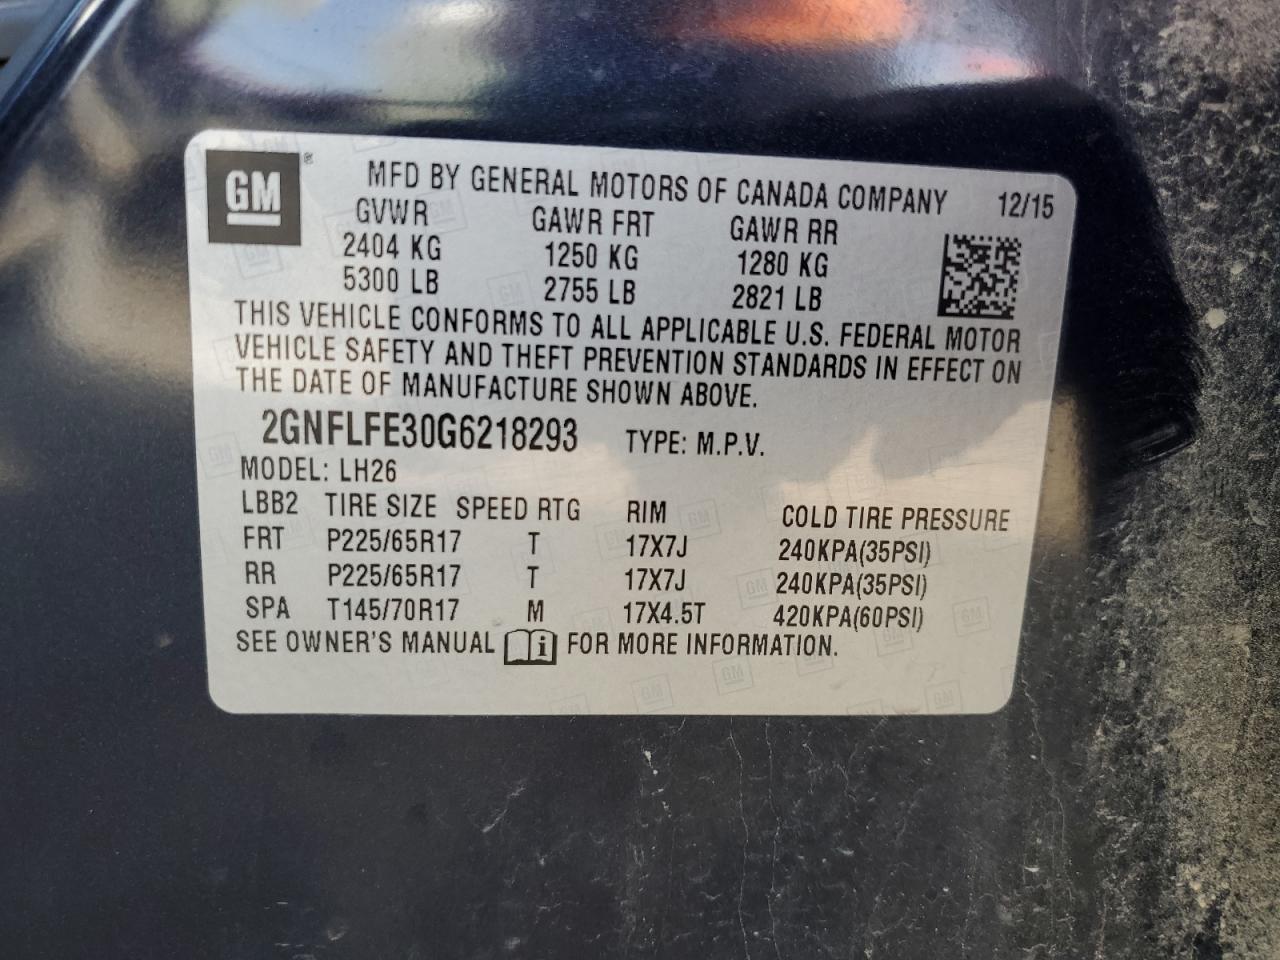 GM ® MFD BY GENERAL MOTORS OF CANADA COMPANY 12/15
GVWR GAWR FRT GAWR RR
2404 KG 1250 KG 1280 KG
5300 LB 2755 LB 2821 LB
THIS VEHICLE CONFORMS TO ALL APPLICABLE U.S. FEDERAL MOTOR
VEHICLE SAFETY AND THEFT PREVENTION STANDARDS IN EFFECT ON
THE DATE OF MANUFACTURE SHOWN ABOVE.
2GNFLFE30G6218293 TYPE: M.P.V.
MODEL: LH26
LBB2 TIRE SIZE SPEED RTG RIM COLD TIRE PRESSURE
FRT P225/65R17 T 17X7J 240KPA(35PSI)
RR P225/65R17 T 17X7J 240KPA(35PSI)
SPA T145/70R17 M 17X4.5T 420KPA(60PSI)
SEE OWNER'S MANUAL i FOR MORE INFORMATION.